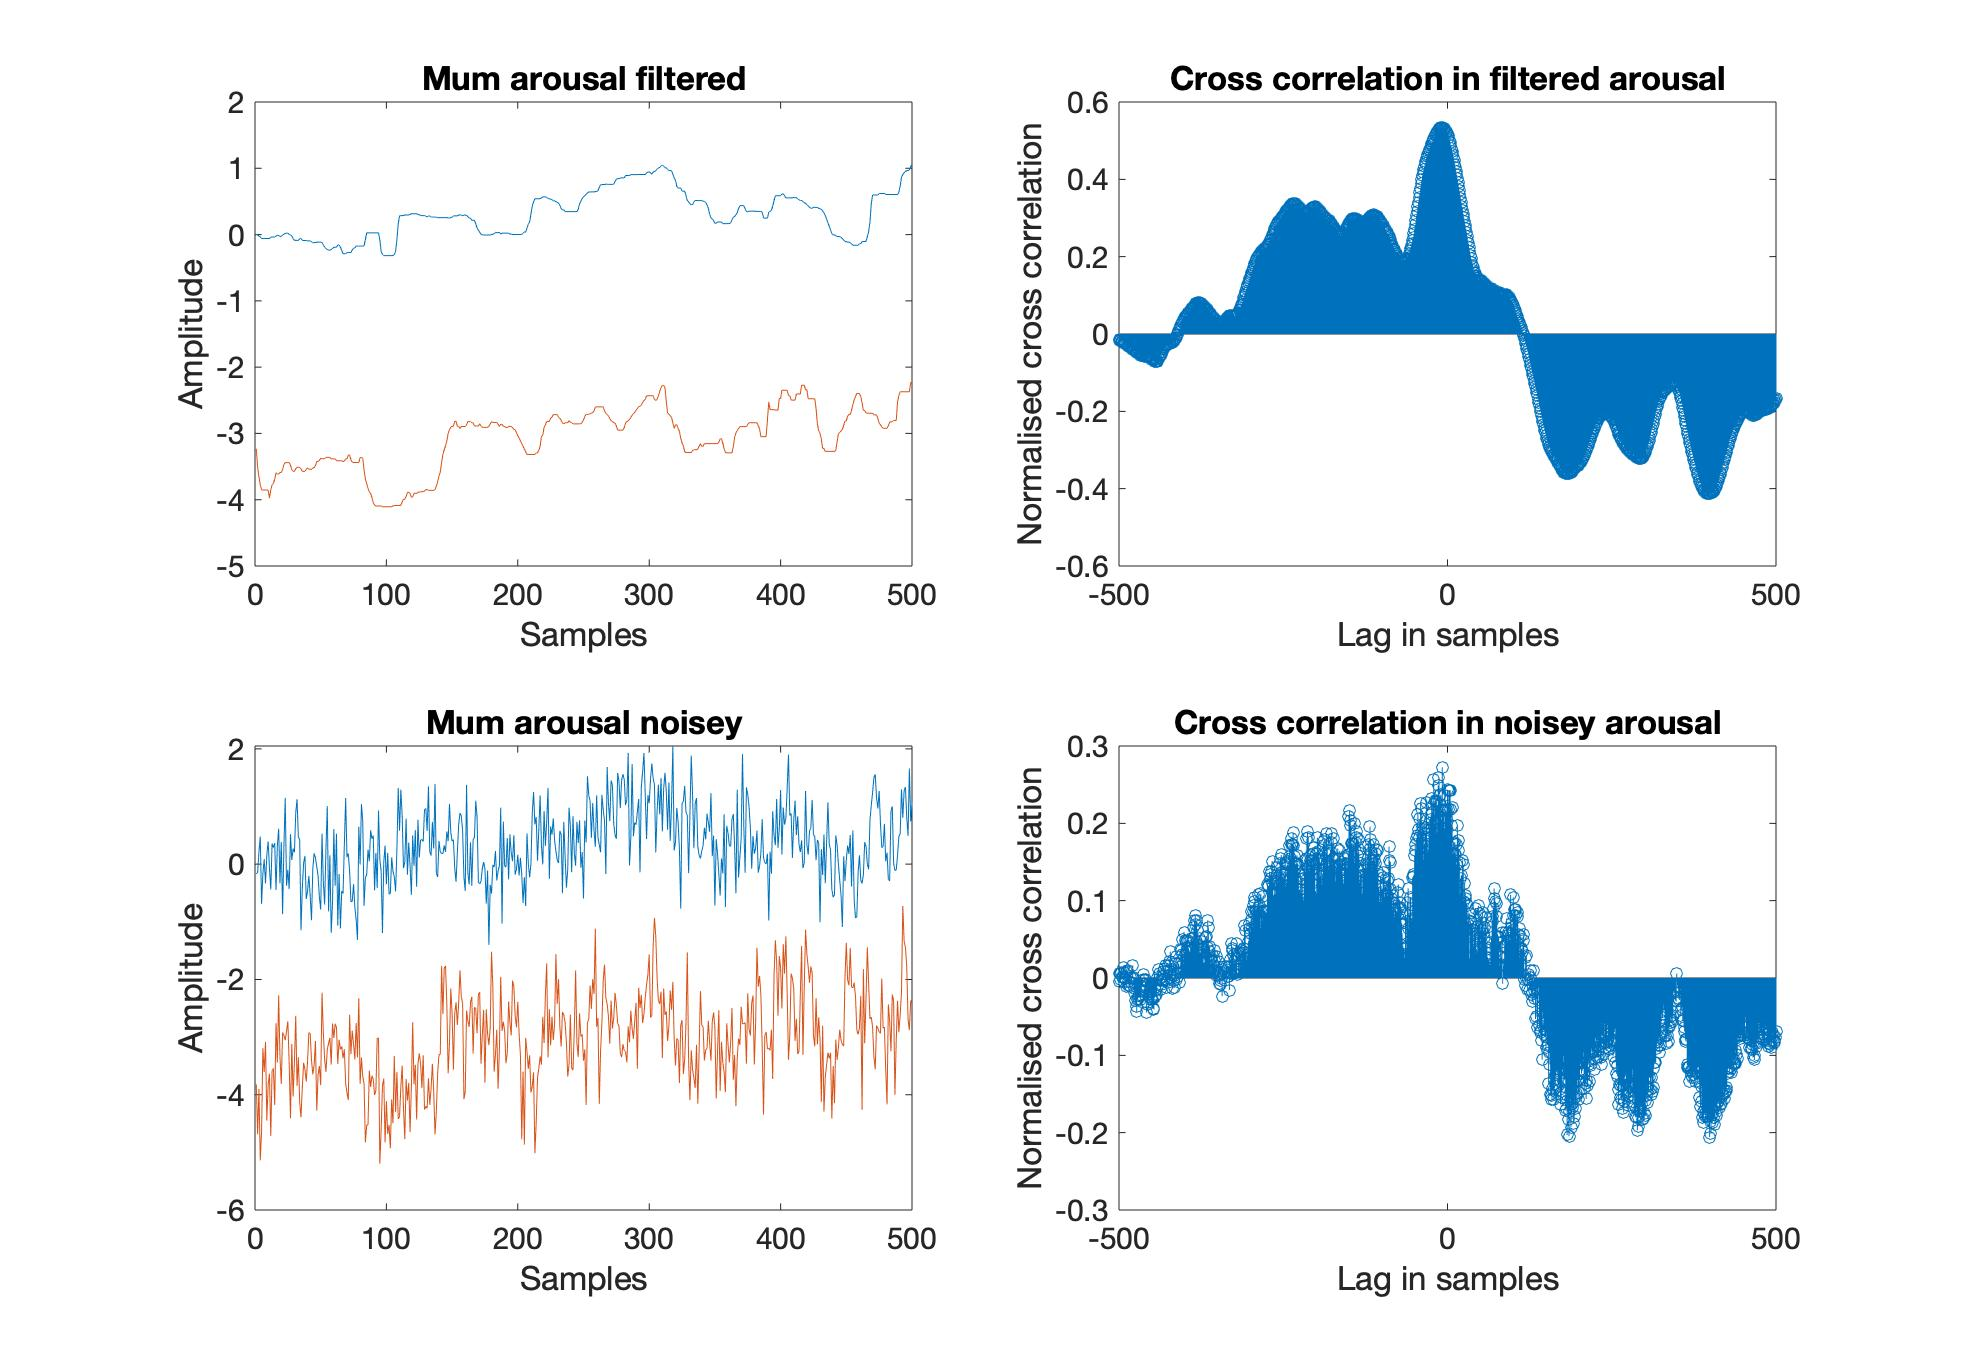 Mum arousal filtered
2
1
0
-1
-2
-3
-4
-5
Amplitude
0 100 200 300 400 500
Samples
Cross correlation in filtered arousal
0.6
0.4
0.2
0
-0.2
-0.4
-0.6
Normalised cross correlation
-500 0 500
Lag in samples
Mum arousal noisey
2
0
-2
-4
-6
Amplitude
0 100 200 300 400 500
Samples
Cross correlation in noisey arousal
0.3
0.2
0.1
0
-0.1
-0.2
-0.3
Normalised cross correlation
-500 0 500
Lag in samples